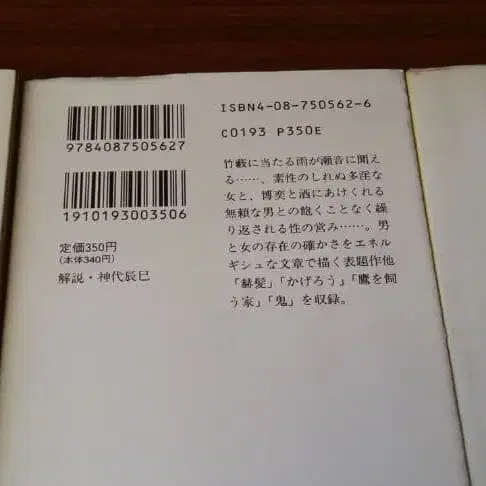 9784087505627
1910193003506
定価350円
(本体340円)
解説・神代辰巳
ISBN4-08-750562-6
C0193 P350E
竹藪に当たる雨が瀬音に聞え
る……、素性のしれぬ多淫な
女と、博奕と酒にあけくれる
無頼な男との飽くことなく繰
り返される性の営み……。男
と女の存在の確かさをエネル
ギシュな文章で描く表題作他
「赫髪」「かげろう」「鷹を飼
う家」「鬼」を収録。